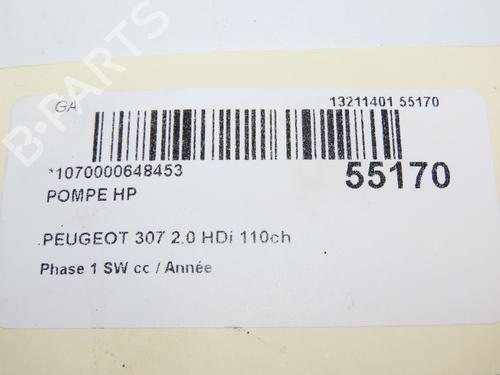 GA
13211401 55170
*1070000648453
55170
POMPE HP
PEUGEOT 307 2.0 HDi 110ch
Phase 1 SW cc / Année
B-PARTS